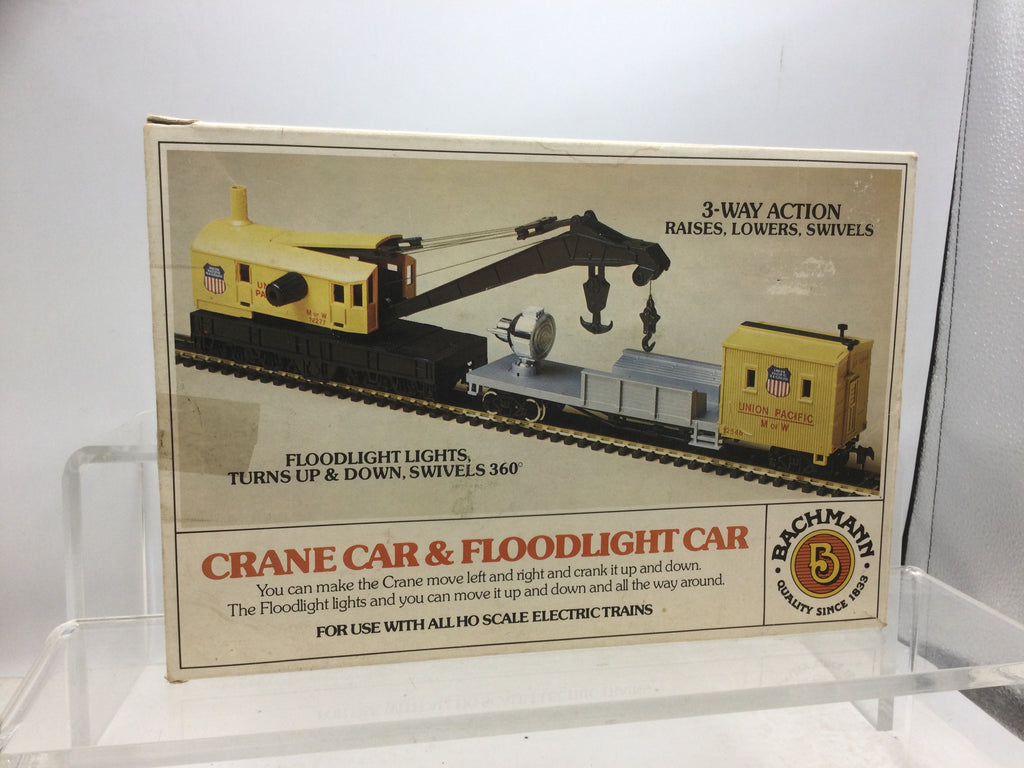 3-WAY ACTION
RAISES, LOWERS, SWIVELS
UN
PA
M OF W
UNION PACIFIC
M OF W
FLOODLIGHT LIGHTS,
TURNS UP & DOWN, SWIVELS 360°
CRANE CAR & FLOODLIGHT CAR
You can make the Crane move left and right and crank it up and down.
The Floodlight lights and you can move it up and down and all the way around.
FOR USE WITH ALL HO SCALE ELECTRIC TRAINS
BACHMANN
B
QUALITY SINCE 1833